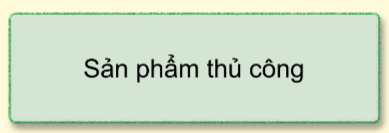 Sản phẩm thủ công